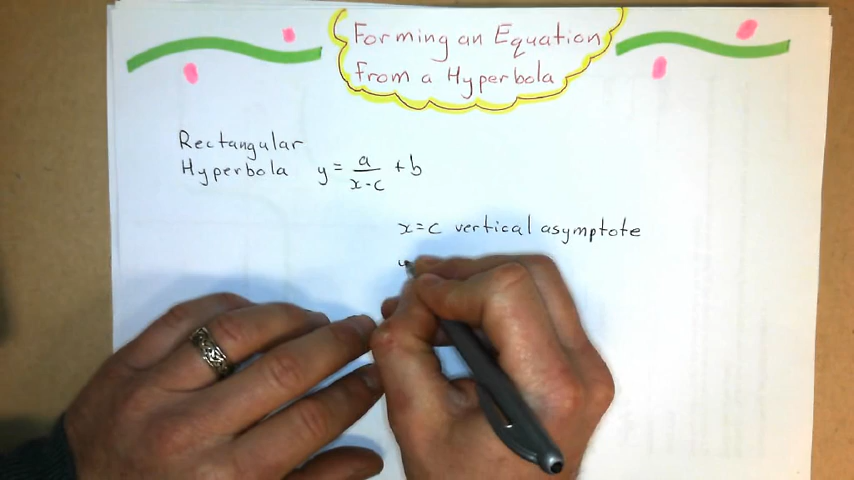 Forming an Equation
from a Hyperbola
Rectangular
Hyperbola y = a/(x-c) + b
x=c vertical asymptote